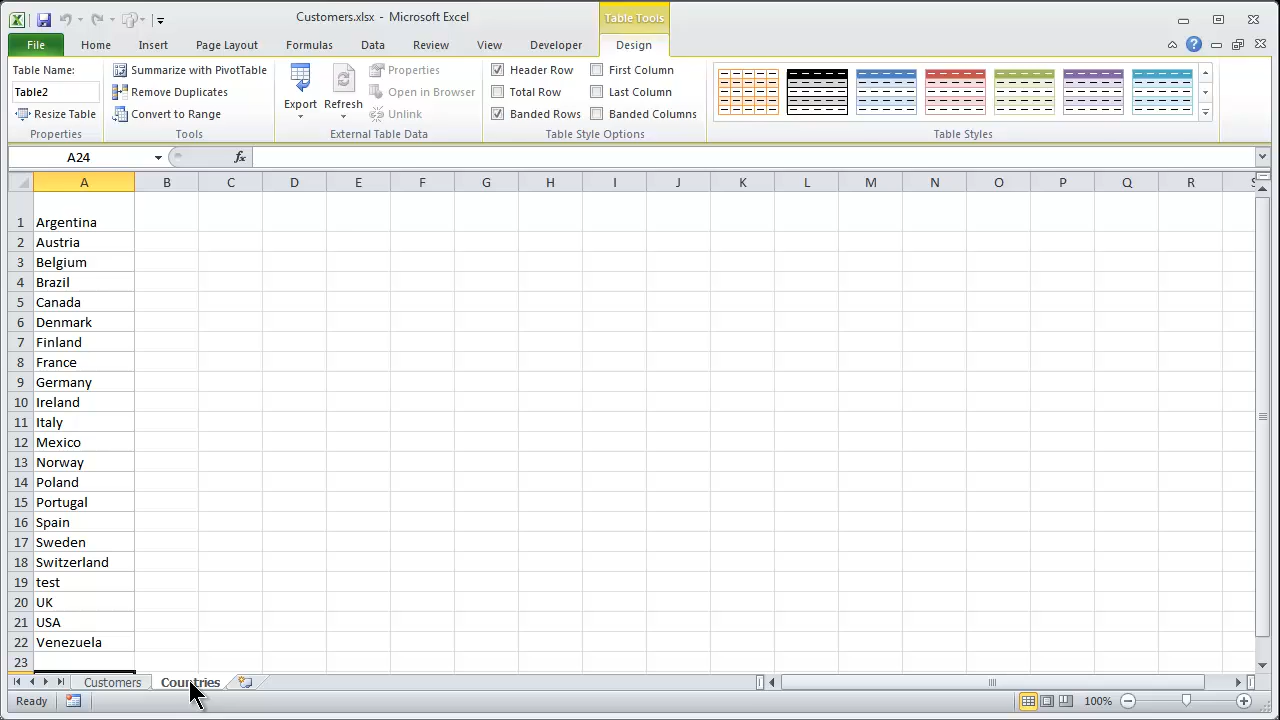 Customers.xlsx - Microsoft Excel
Table Tools
File Home Insert Page Layout Formulas Data Review View Developer Design
Table Name: Summarize with PivotTable Properties Header Row First Column
Table2 Remove Duplicates Export Refresh Open in Browser Total Row Last Column
Resize Table Convert to Range Unlink Banded Rows Banded Columns
Properties Tools External Table Data Table Style Options Table Styles
A24 fx
A B C D E F G H I J K L M N O P Q R S
1 Argentina
2 Austria
3 Belgium
4 Brazil
5 Canada
6 Denmark
7 Finland
8 France
9 Germany
10 Ireland
11 Italy
12 Mexico
13 Norway
14 Poland
15 Portugal
16 Spain
17 Sweden
18 Switzerland
19 test
20 UK
21 USA
22 Venezuela
23
Customers Countries
Ready 100%